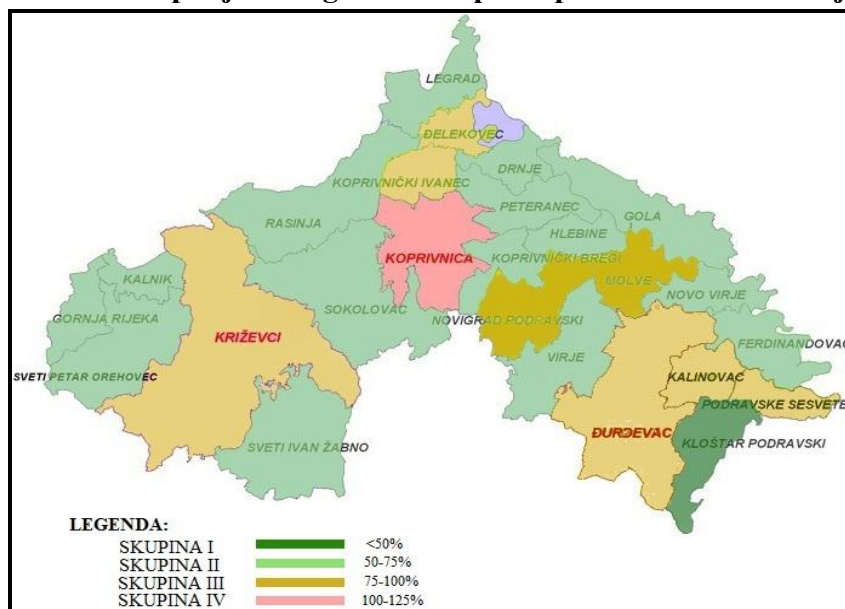 LEGRAD
ĐELEKOVEC
KOPRIVNIČKI IVANEC
DRNJE
PETERANEC
RASINJA
GOLA
HLEBINE
KOPRIVNICA
KOPRIVNIČKI BREGI
KALNIK
MOLVE
NOVO VIRJE
SOKOLOVAC
GORNJA RIJEKA
NOVIGRAD PODRAVSKI
KRIŽEVCI
FERDINANDOVAC
VIRJE
SVETI PETAR OREHOVEC
KALINOVAC
PODRAVSKE SESVETE
ĐURĐEVAC
SVETI IVAN ŽABNO
KLOŠTAR PODRAVSKI
LEGENDA:
SKUPINA I <50%
SKUPINA II 50-75%
SKUPINA III 75-100%
SKUPINA IV 100-125%